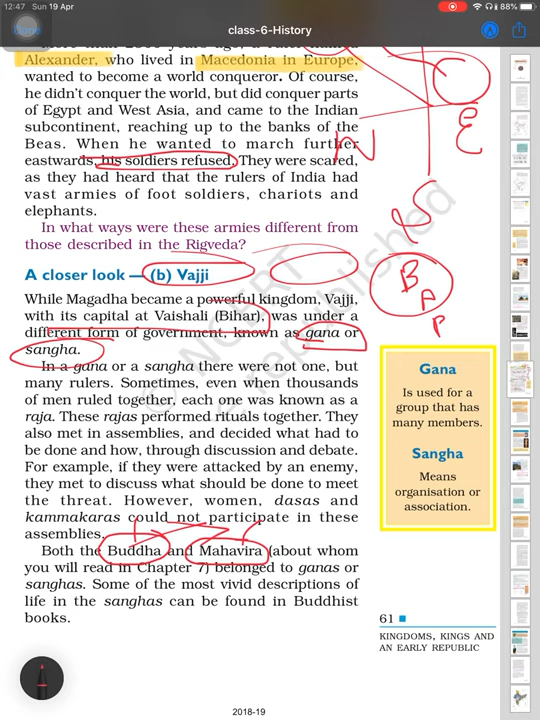 12:47 Sun 19 Apr
88%
class-6-History
Alexander, who lived in Macedonia in Europe,
wanted to become a world conqueror. Of course,
he didn't conquer the world, but did conquer parts
of Egypt and West Asia, and came to the Indian
subcontinent, reaching up to the banks of the
Beas. When he wanted to march further
eastwards, his soldiers refused. They were scared,
as they had heard that the rulers of India had
vast armies of foot soldiers, chariots and
elephants.
In what ways were these armies different from
those described in the Rigveda?
A closer look — (b) Vajji
While Magadha became a powerful kingdom, Vajji,
with its capital at Vaishali (Bihar), was under a
different form of government, known as gana or
sangha.
In a gana or a sangha there were not one, but
many rulers. Sometimes, even when thousands
of men ruled together, each one was known as a
raja. These rajas performed rituals together. They
also met in assemblies, and decided what had to
be done and how, through discussion and debate.
For example, if they were attacked by an enemy,
they met to discuss what should be done to meet
the threat. However, women, dasas and
kammakaras could not participate in these
assemblies.
Both the Buddha and Mahavira (about whom
you will read in Chapter 7) belonged to ganas or
sanghas. Some of the most vivid descriptions of
life in the sanghas can be found in Buddhist
books.
E
S
B
A
P
Gana
Is used for a
group that has
many members.
Sangha
Means
organisation or
association.
61
KINGDOMS, KINGS AND
AN EARLY REPUBLIC
2018-19
© NCERT